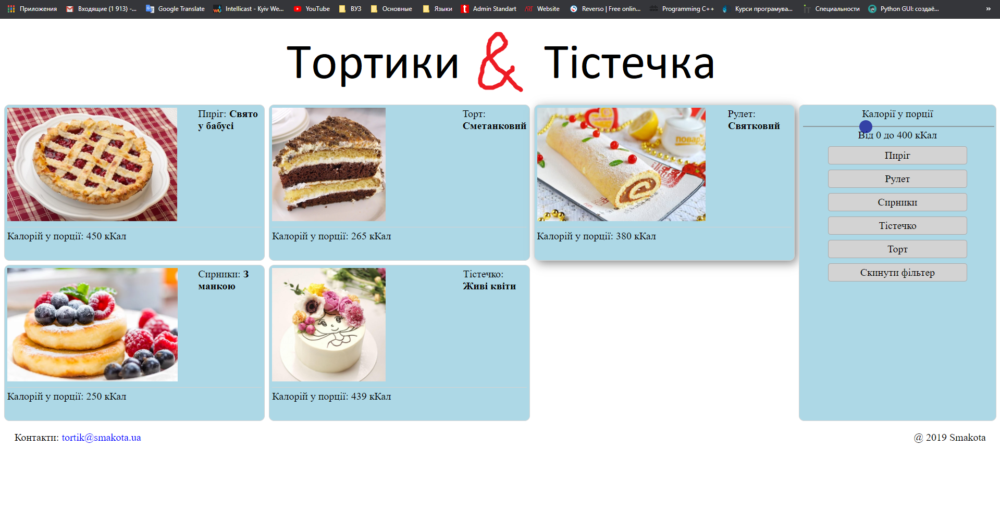 Приложения
Входящие (1 913) -...
Google Translate
Intellicast - Kyiv We...
YouTube
ВУЗ
Основные
Языки
Admin Standart
Website
Reverso | Free onlin...
Programming C++
Курси програмува...
Специальности
Python GUI: создаё...
»
Тортики & Тістечка
Пиріг: Свято
у бабусі
Калорій у порції: 450 кКал
Торт:
Сметанковий
Калорій у порції: 265 кКал
Рулет:
Святковий
повар
Калорій у порції: 380 кКал
Калорії у порції
Від 0 до 400 кКал
Пиріг
Рулет
Сирники
Тістечко
Торт
Скинути фільтер
Сирники: З
манкою
Калорій у порції: 250 кКал
Тістечко:
Живі квіти
Калорій у порції: 439 кКал
Контакти: tortik@smakota.ua
@ 2019 Smakota